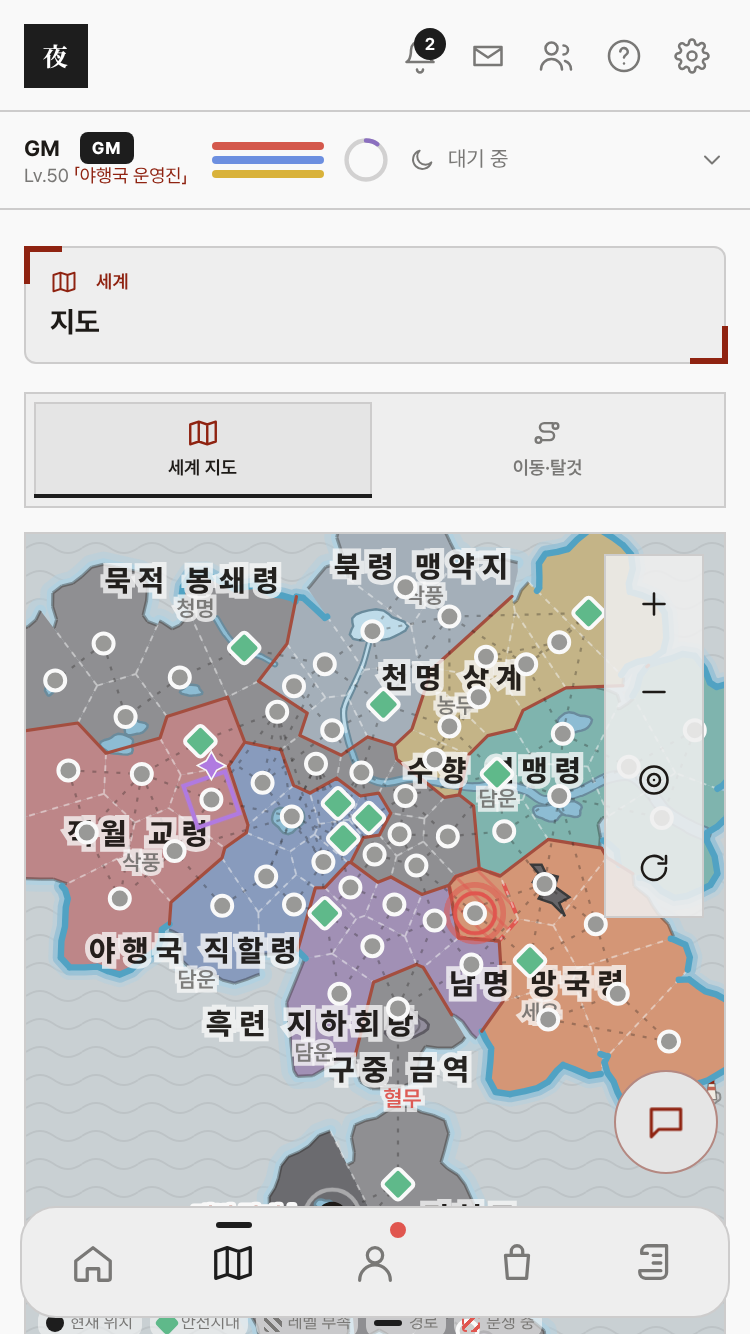 夜
2
GM GM
Lv.50 「야행국 운영진」
대기 중
세계
지도
세계 지도
이동·탈것
묵적 봉쇄령
청명
북령 맹약지
삭풍
천명 상계
농두
수향
맹령
담운
적월 교령
삭풍
야행국 직할령
담운
남명 망국령
흑련 지하회당
담운
구중 금역
혈무
현재 위치 안전지대 레벨 부족 경로 분쟁 중